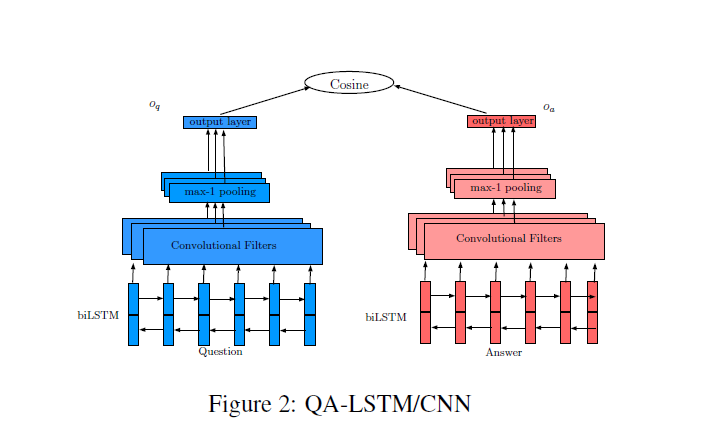 Cosine
o_q
o_a
output layer
output layer
max-1 pooling
max-1 pooling
Convolutional Filters
Convolutional Filters
biLSTM
biLSTM
Question
Answer
Figure 2: QA-LSTM/CNN